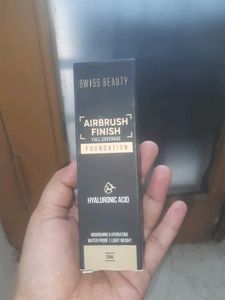 SWISS BEAUTY
AIRBRUSH
FINISH
FULL COVERAGE
FOUNDATION
HYALURONIC ACID
NOURISHING & HYDRATING
WATER PROOF | LIGHT WEIGHT